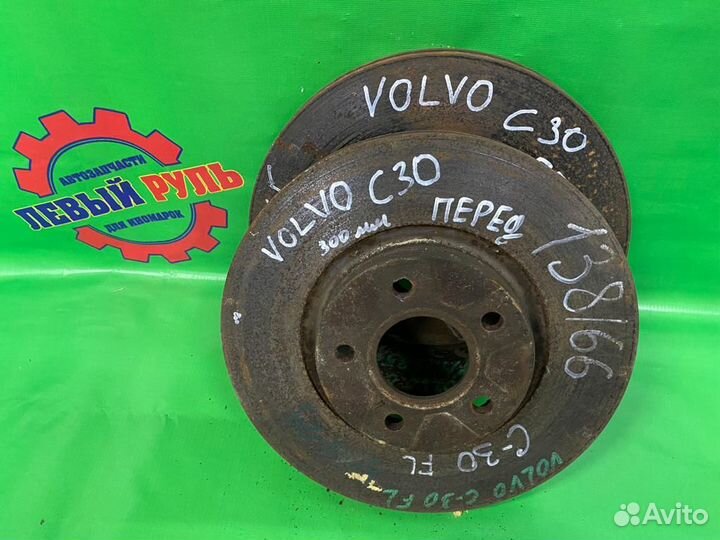 VOLVO C30
АВТОЗАПЧАСТИ
ЛЕВЫЙ РУЛЬ
ДЛЯ ИНОМАРОК
VOLVO C30
300 мм
ПЕРЕД
138166
C-30 FL
VOLVO C-30 FL
Avito